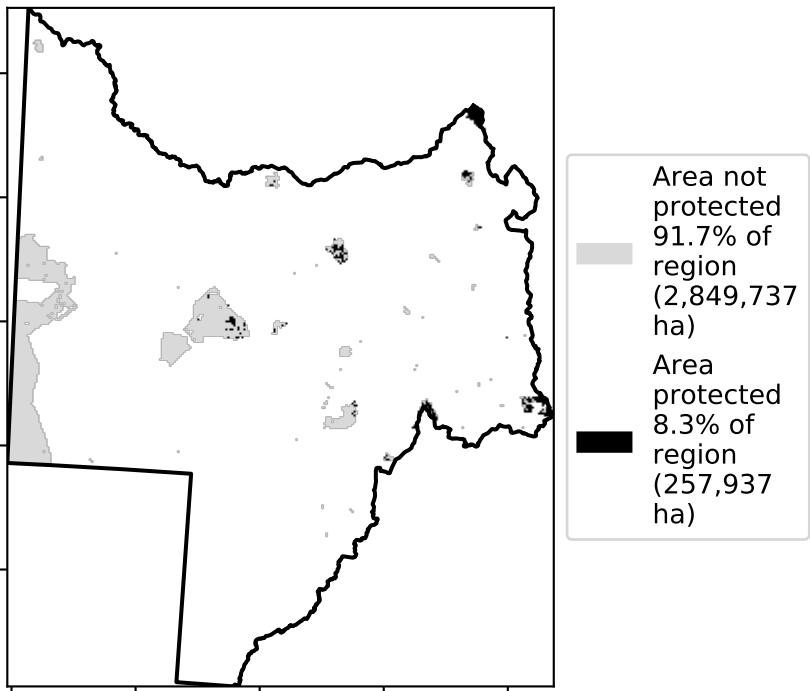 Area not
protected
91.7% of
region
(2,849,737
ha)
Area
protected
8.3% of
region
(257,937
ha)